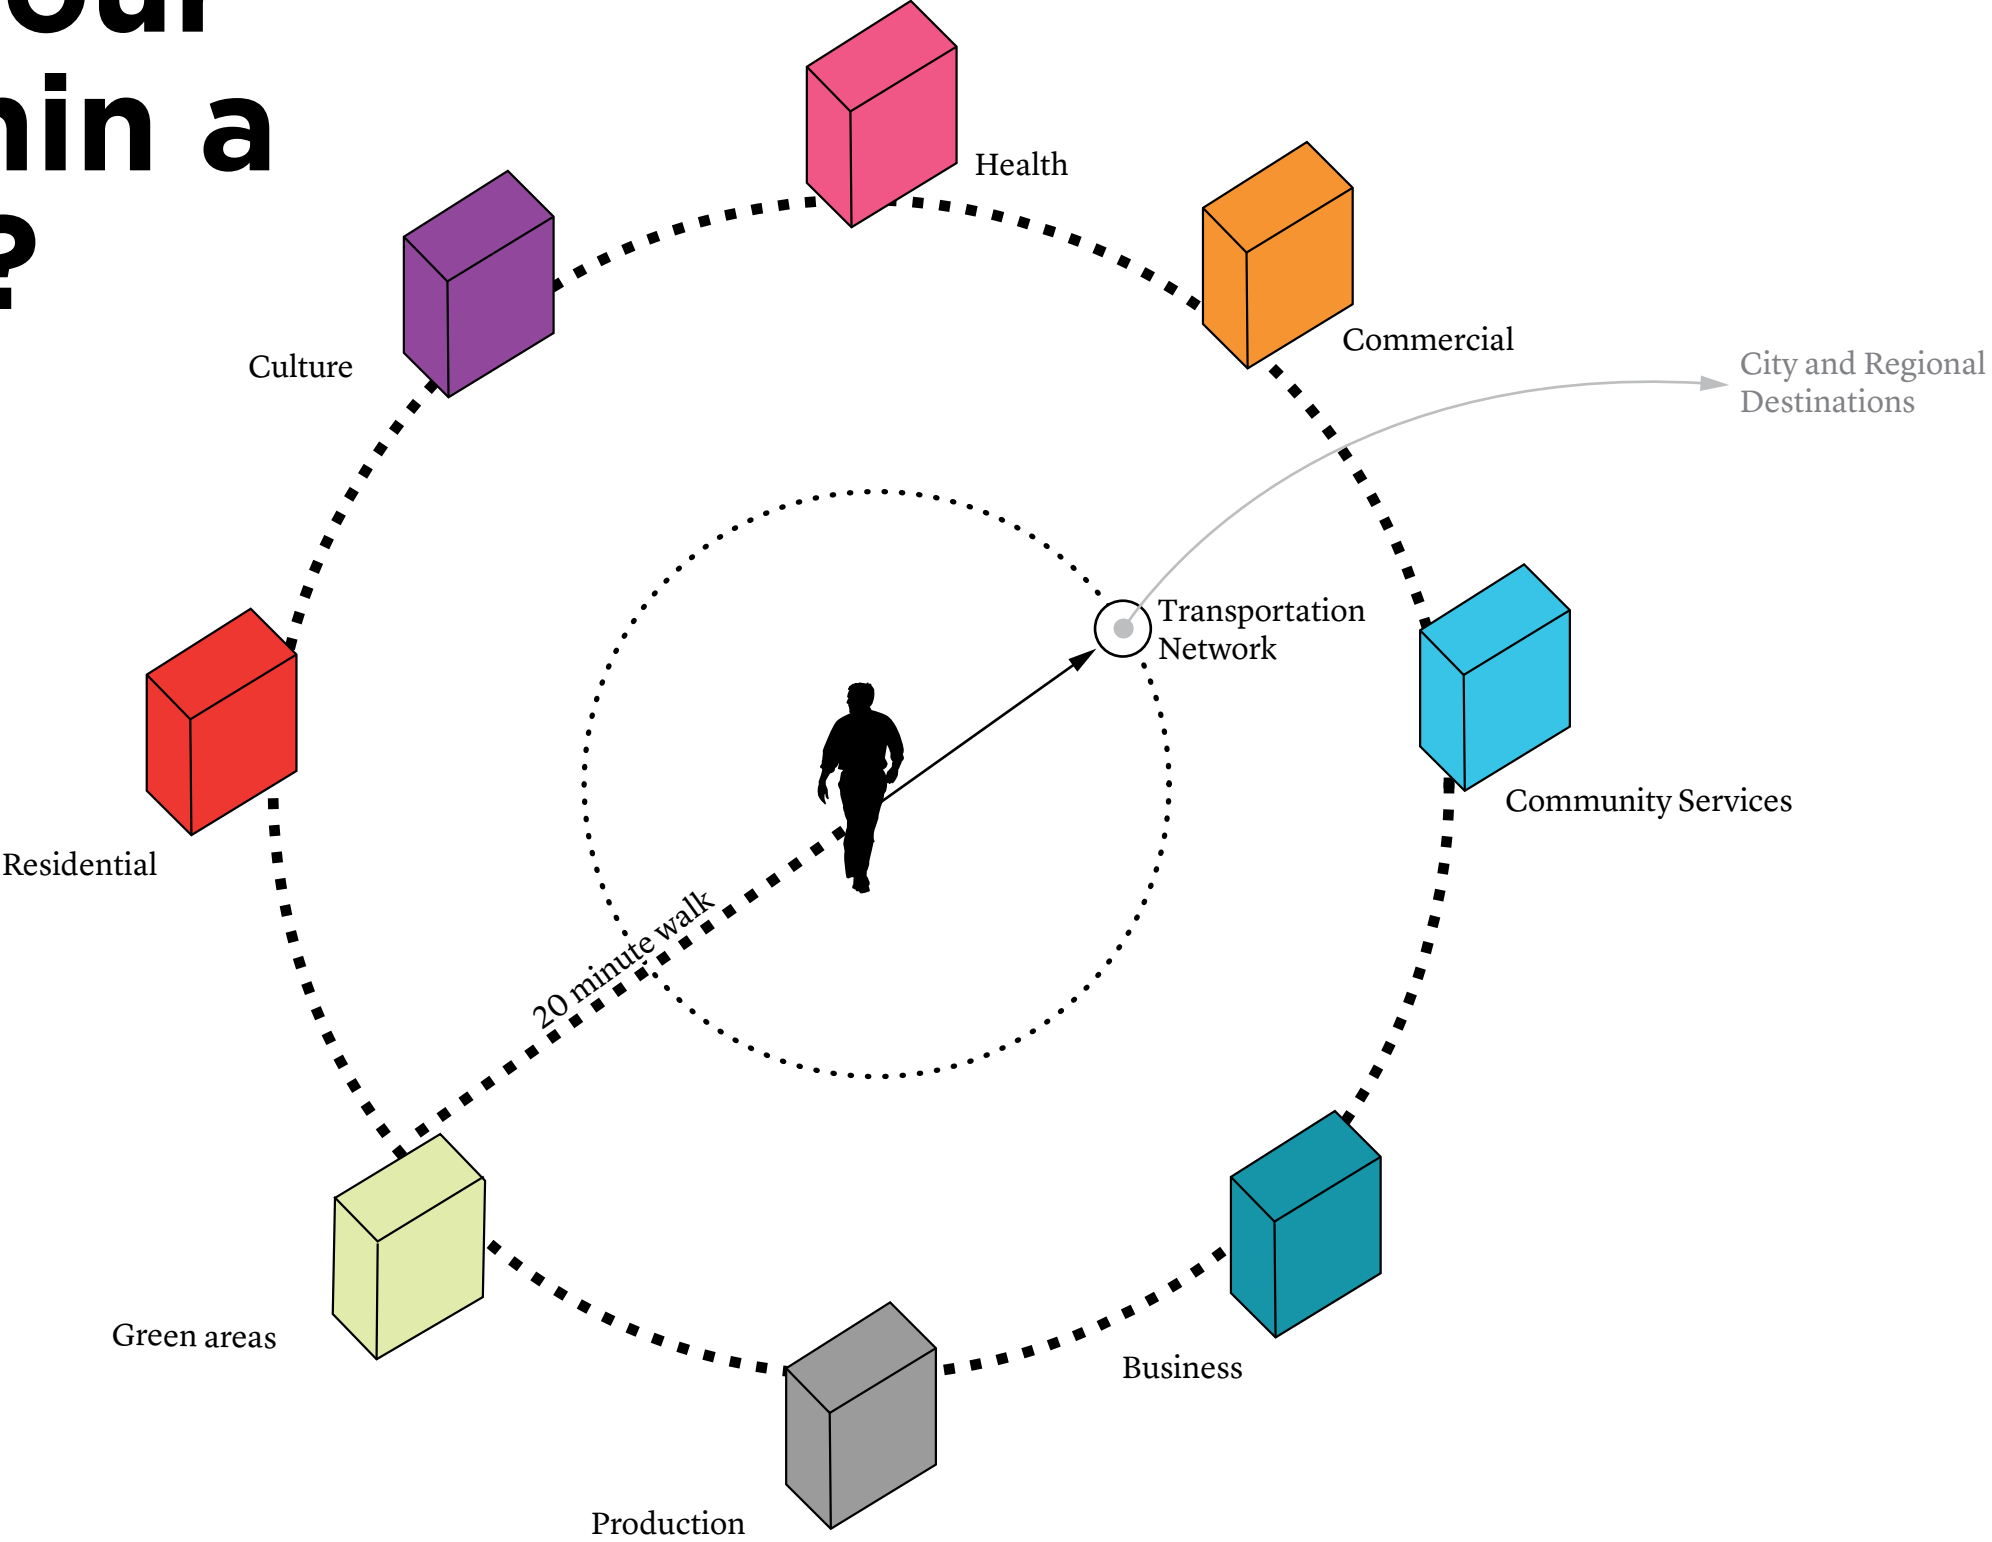 hin a
?
Health
Commercial
Culture
City and Regional
Destinations
Transportation
Network
Community Services
Residential
20 minute walk
Green areas
Business
Production